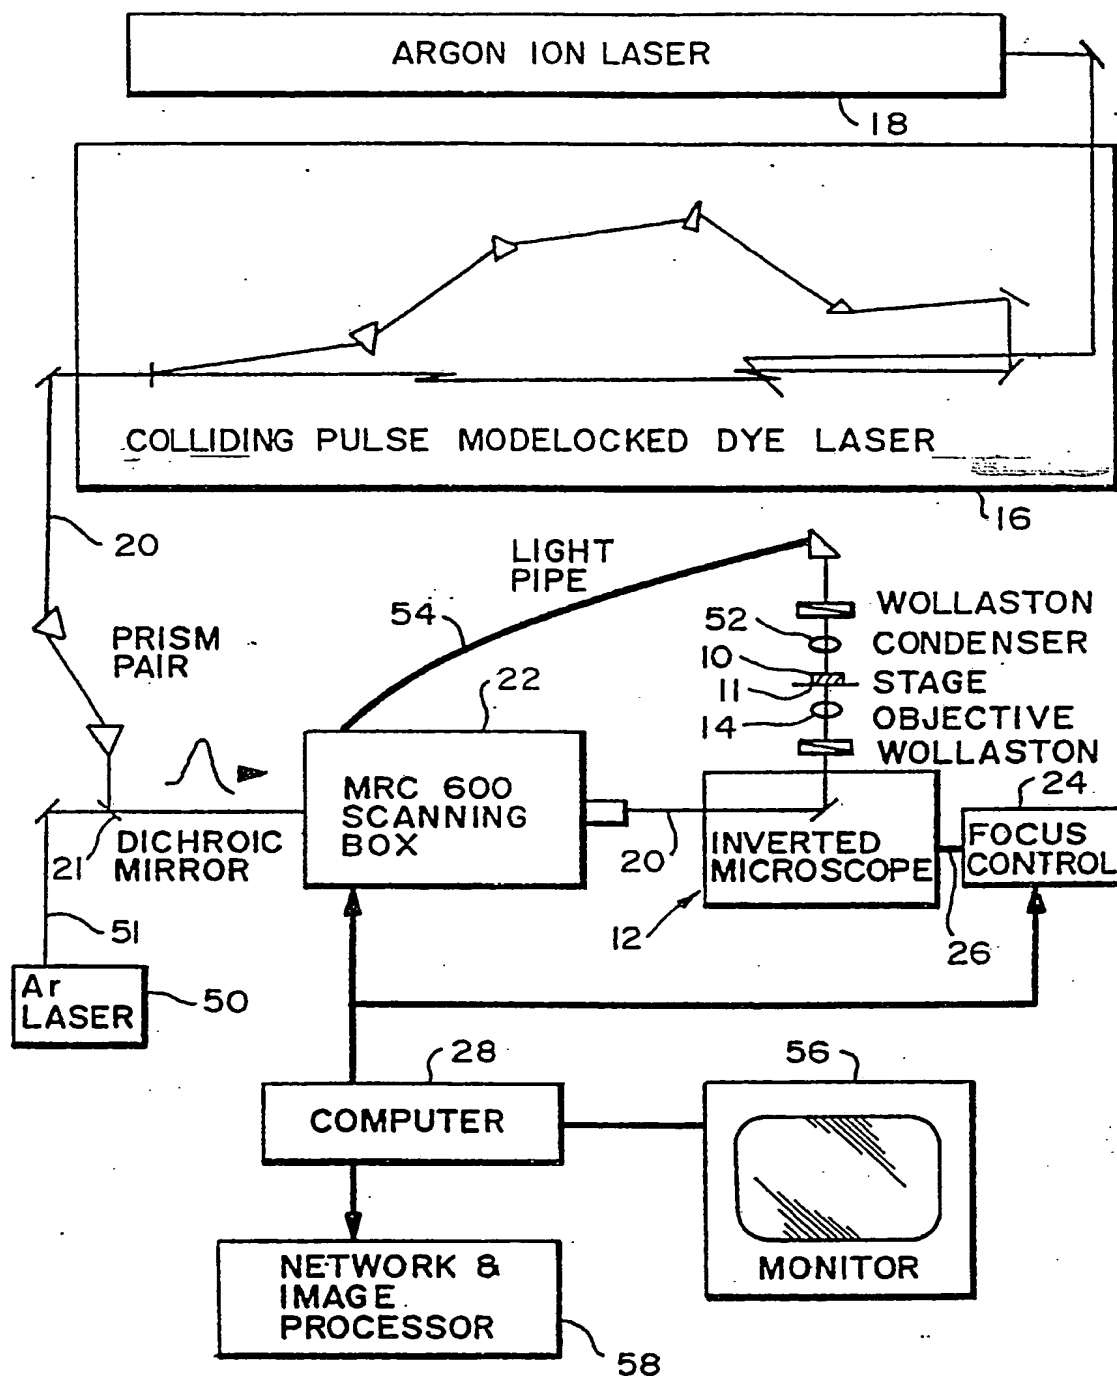 ARGON ION LASER
18
COLLIDING PULSE MODELOCKED DYE LASER
16
20
LIGHT
PIPE
PRISM
PAIR
54
WOLLASTON
52
CONDENSER
10
11
STAGE
14
OBJECTIVE
WOLLASTON
22
MRC 600
SCANNING
BOX
24
FOCUS
CONTROL
INVERTED
MICROSCOPE
20
DICHROIC
MIRROR
21
12
26
51
Ar
LASER
50
28
COMPUTER
56
MONITOR
NETWORK &
IMAGE
PROCESSOR
58